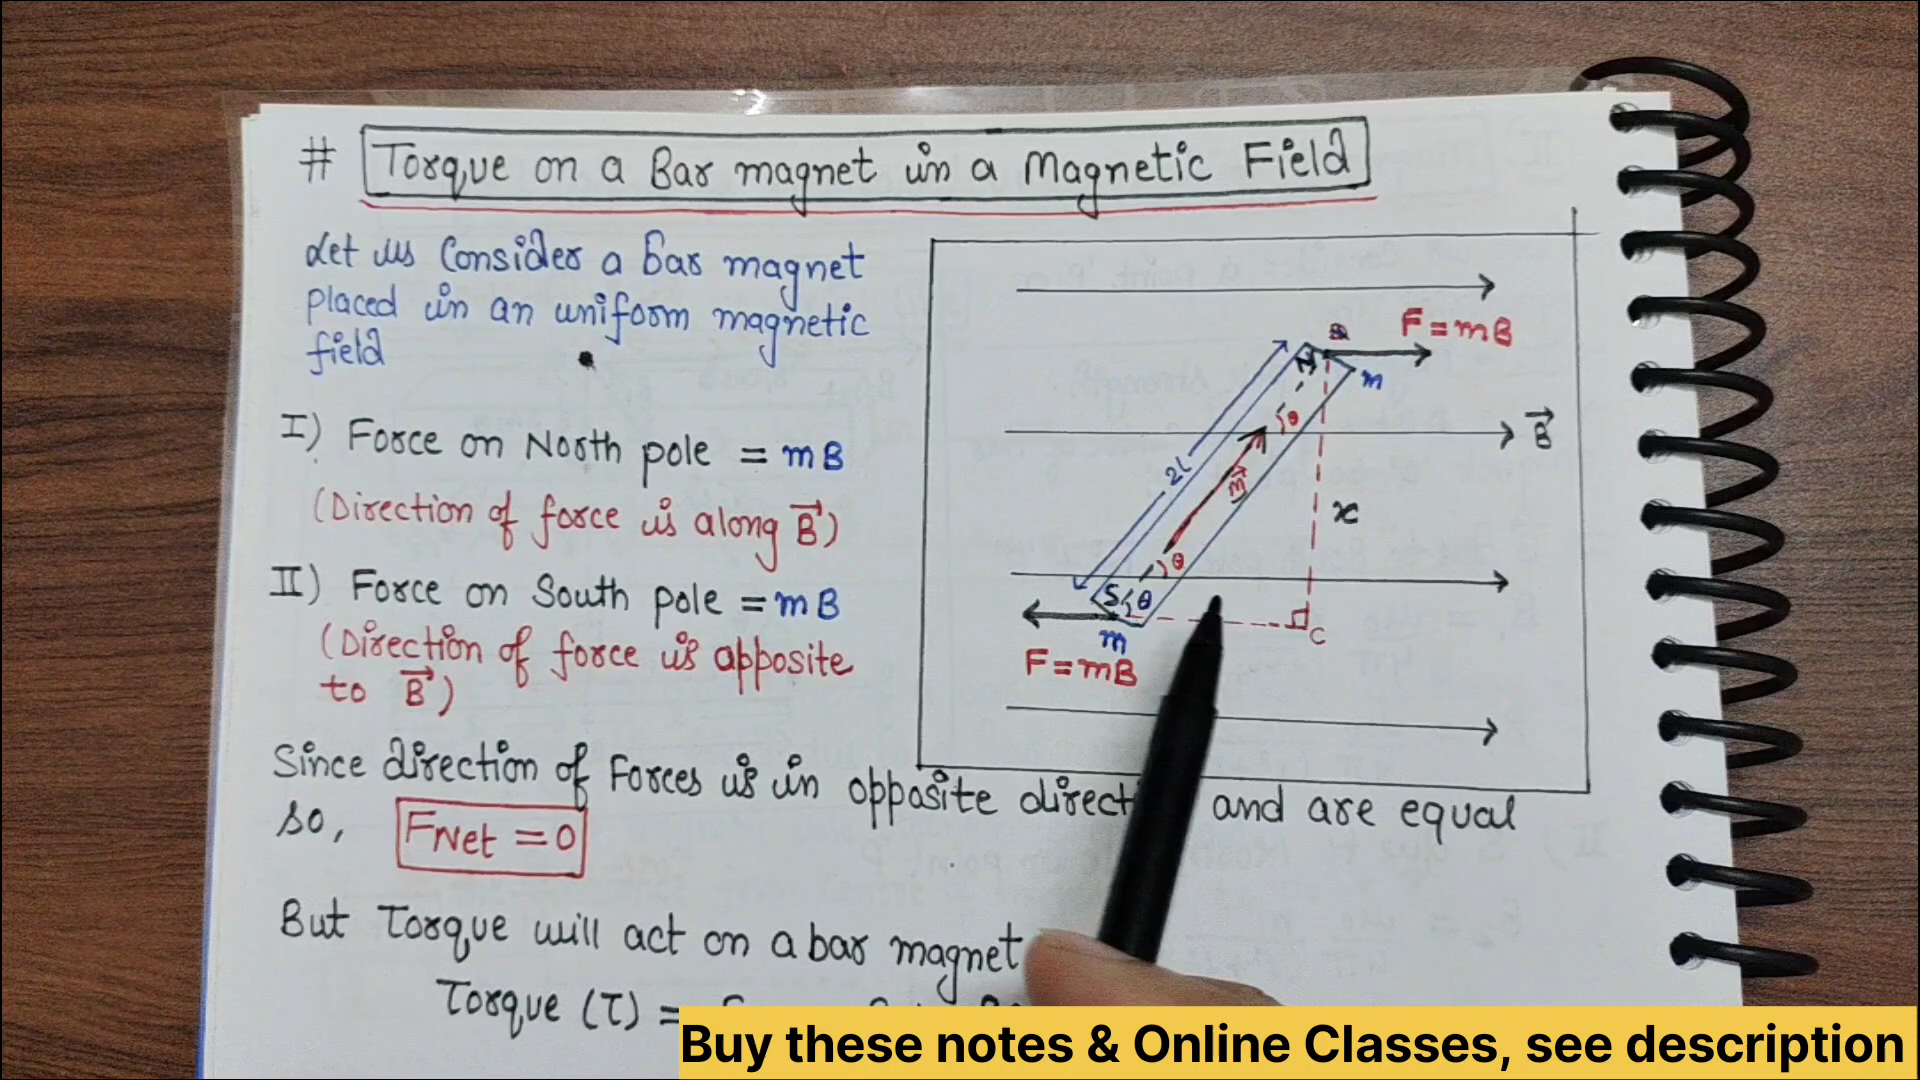 # Torque on a Bar magnet in a Magnetic Field
Let us Consider a bar magnet
placed in an uniform magnetic
field
I) Force on North pole = mB
(Direction of force is along B⃗)
II) Force on South pole = mB
(Direction of force is opposite
to B⃗)
Since direction of Forces is in opposite direct and are equal
so, FNet = 0
But Torque will act on a bar magnet
Torque (τ) =
F = mB
N
m
θ
B⃗
2l
M⃗
x
θ
S
θ
m
C
F = mB
Buy these notes & Online Classes, see description